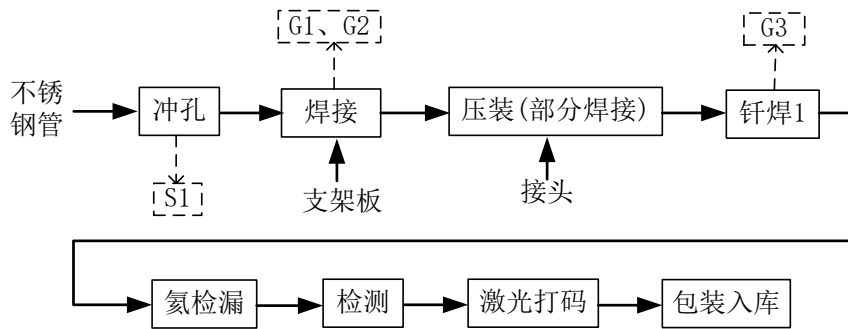 G1、G2
G3
不锈
钢管
冲孔
焊接
压装(部分焊接)
钎焊1
S1
支架板
接头
氦检漏
检测
激光打码
包装入库